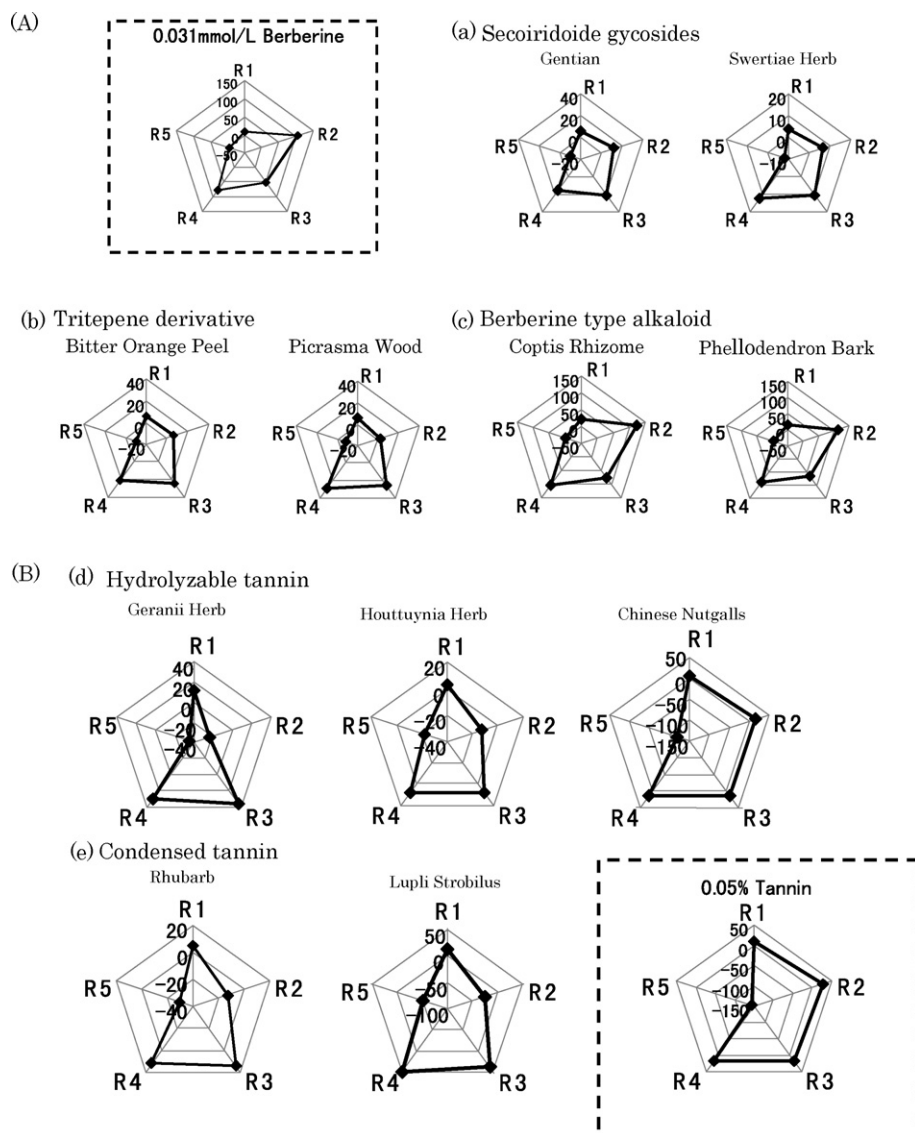 (A)
0.031mmol/L Berberine
R1
150
100
50
0
−50
R5
R2
R4
R3
(a) Secoiridoide gycosides
Gentian
R1
40
20
0
−20
R5
R2
R4
R3
Swertiae Herb
R1
20
10
0
−10
R5
R2
R4
R3
(b) Tritepene derivative
Bitter Orange Peel
R1
40
20
0
−20
R5
R2
R4
R3
Picrasma Wood
R1
40
20
0
−20
R5
R2
R4
R3
(c) Berberine type alkaloid
Coptis Rhizome
R1
150
100
50
0
−50
R5
R2
R4
R3
Phellodendron Bark
R1
150
100
50
0
−50
R5
R2
R4
R3
(B)
(d) Hydrolyzable tannin
Geranii Herb
R1
40
20
0
−20
−40
R5
R2
R4
R3
Houttuynia Herb
R1
20
0
−20
−40
R5
R2
R4
R3
Chinese Nutgalls
R1
50
0
−50
−100
−150
R5
R2
R4
R3
(e) Condensed tannin
Rhubarb
R1
20
0
−20
−40
R5
R2
R4
R3
Lupli Strobilus
R1
50
0
−50
−100
R5
R2
R4
R3
0.05% Tannin
R1
50
0
−50
−100
−150
R5
R2
R4
R3